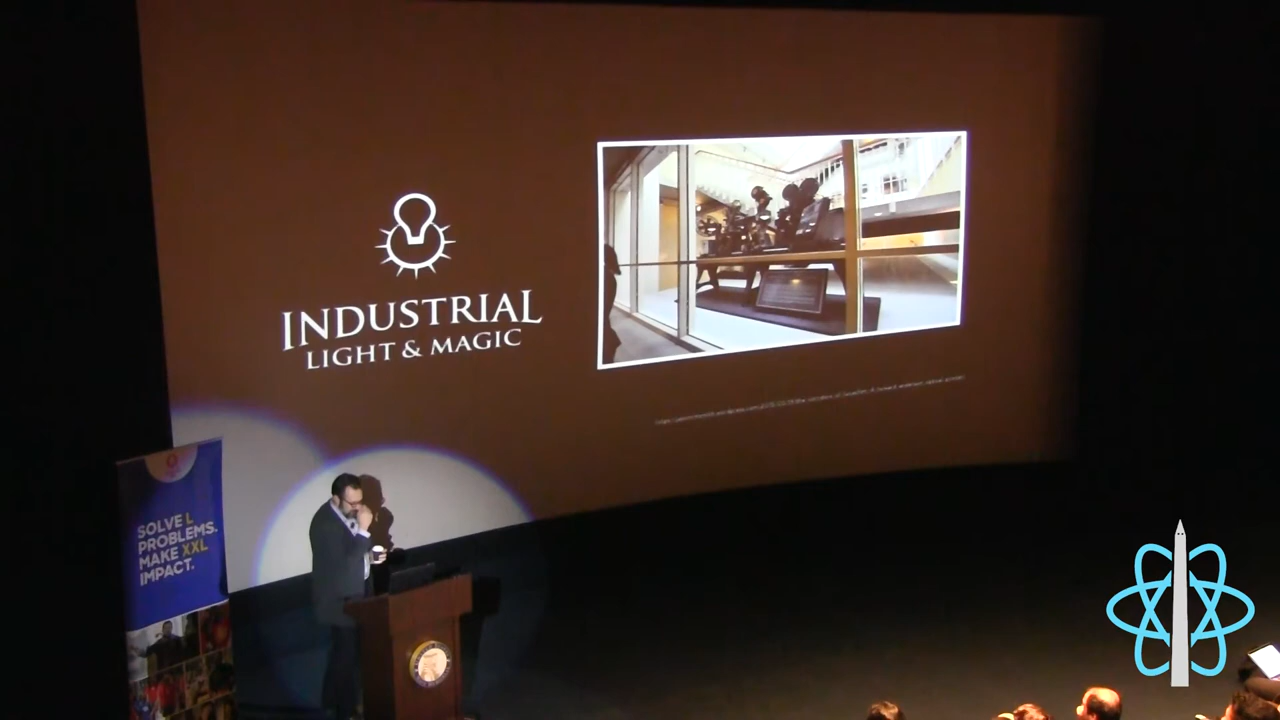 INDUSTRIAL
LIGHT & MAGIC
SOLVE L
PROBLEMS.
MAKE XXL
IMPACT.